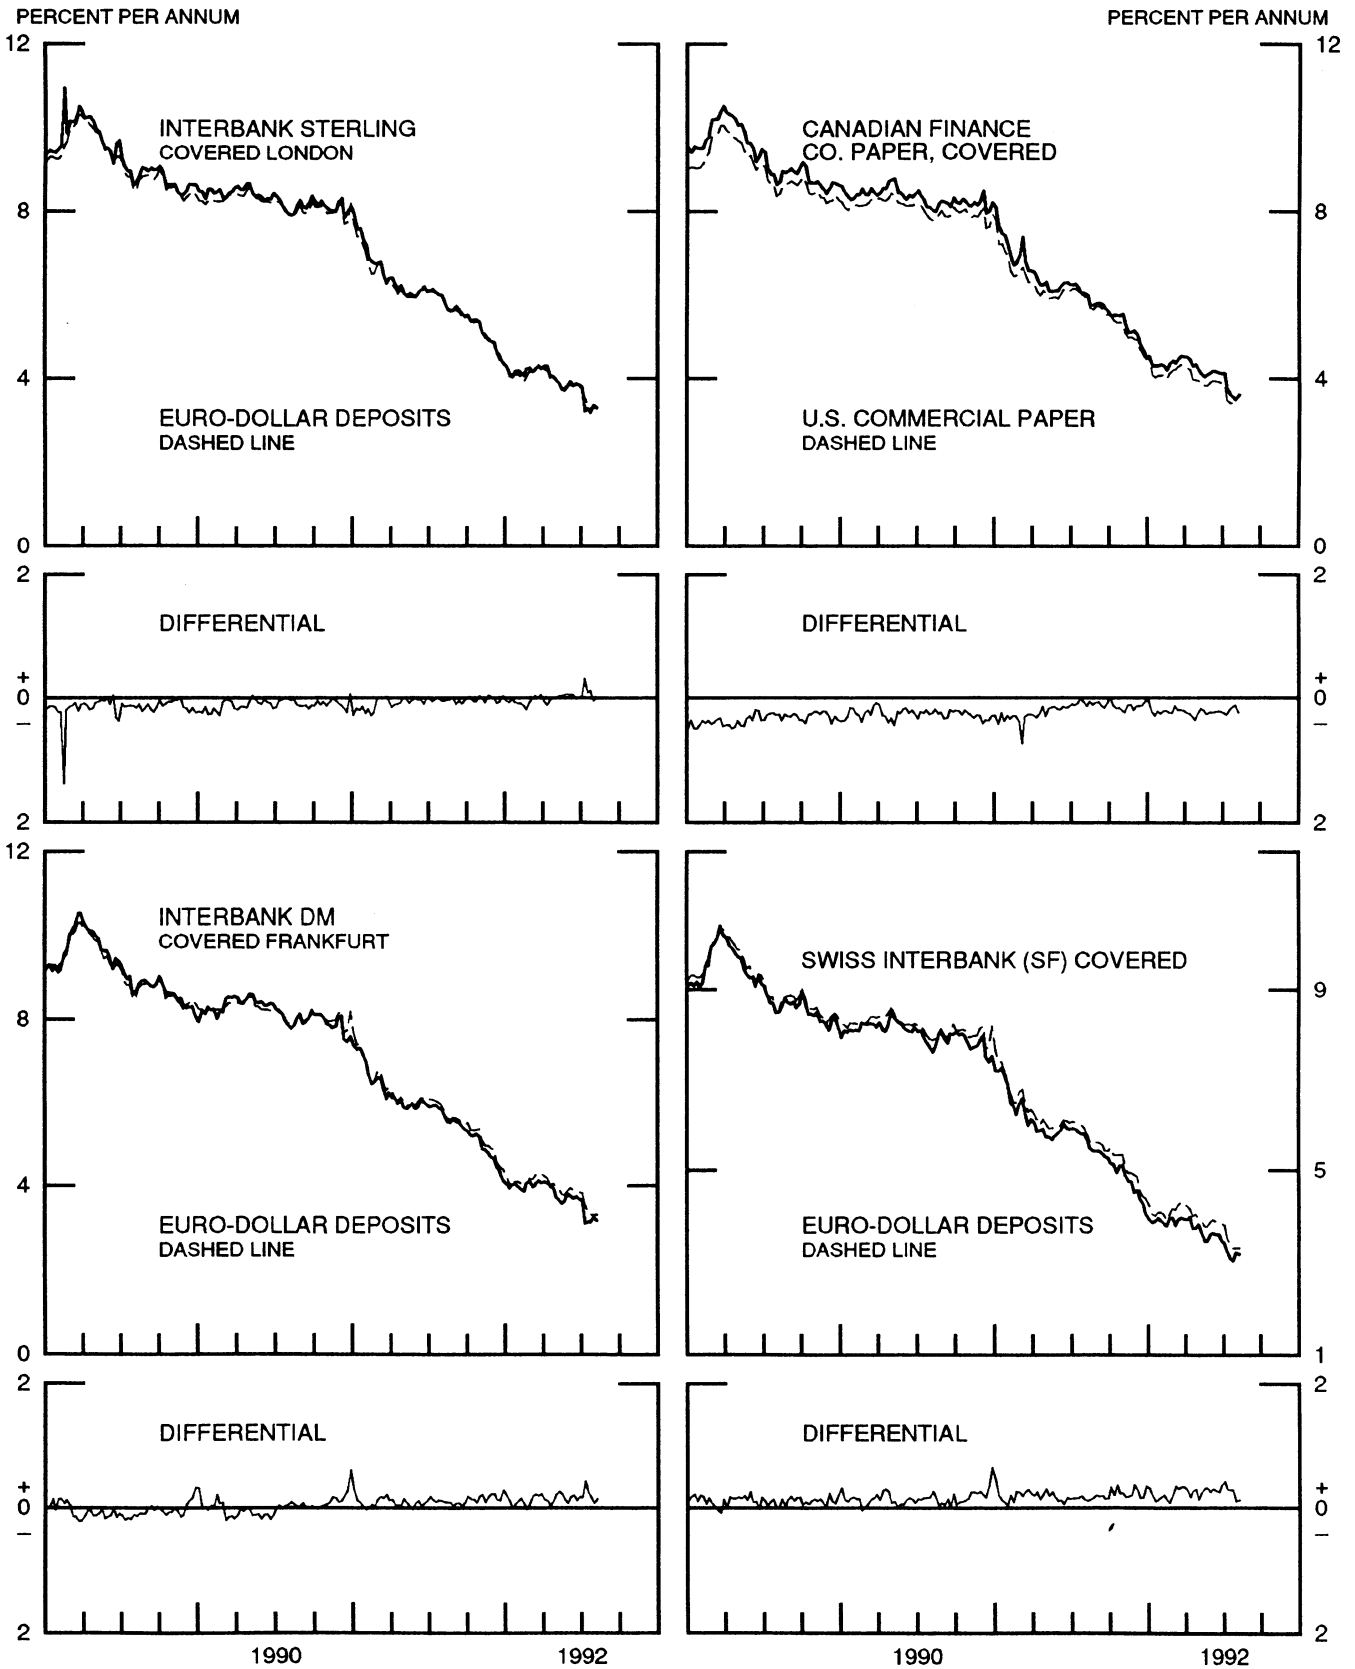 PERCENT PER ANNUM
PERCENT PER ANNUM
12
12
INTERBANK STERLING
COVERED LONDON
CANADIAN FINANCE
CO. PAPER, COVERED
8
8
4
4
EURO-DOLLAR DEPOSITS
DASHED LINE
U.S. COMMERCIAL PAPER
DASHED LINE
0
0
2
2
DIFFERENTIAL
DIFFERENTIAL
+
+
0
0
–
–
2
2
12
INTERBANK DM
COVERED FRANKFURT
SWISS INTERBANK (SF) COVERED
9
8
4
5
EURO-DOLLAR DEPOSITS
DASHED LINE
EURO-DOLLAR DEPOSITS
DASHED LINE
0
1
2
2
DIFFERENTIAL
DIFFERENTIAL
+
+
0
0
–
–
2
2
1990
1992
1990
1992